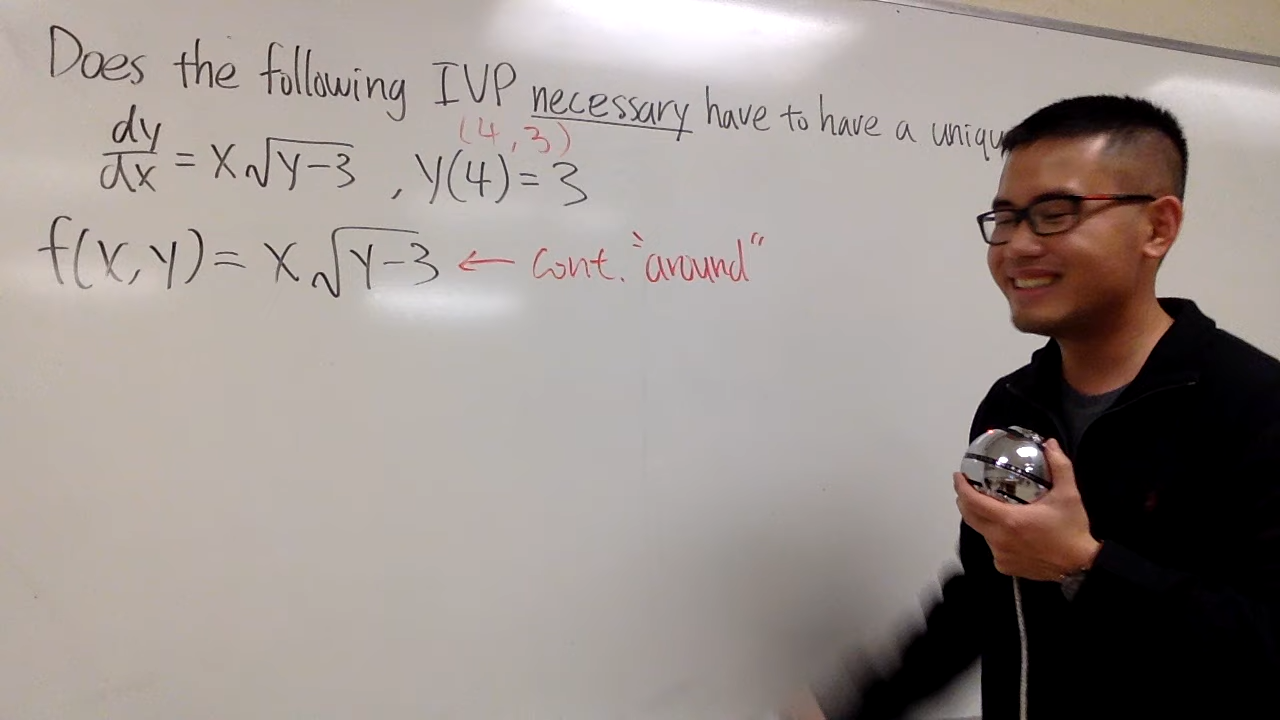 Does the following IVP necessary have to have a uniqu
(4,3)
dy/dx = x√(y-3) , y(4)=3
f(x,y) = x√(y-3) ← cont. "around"